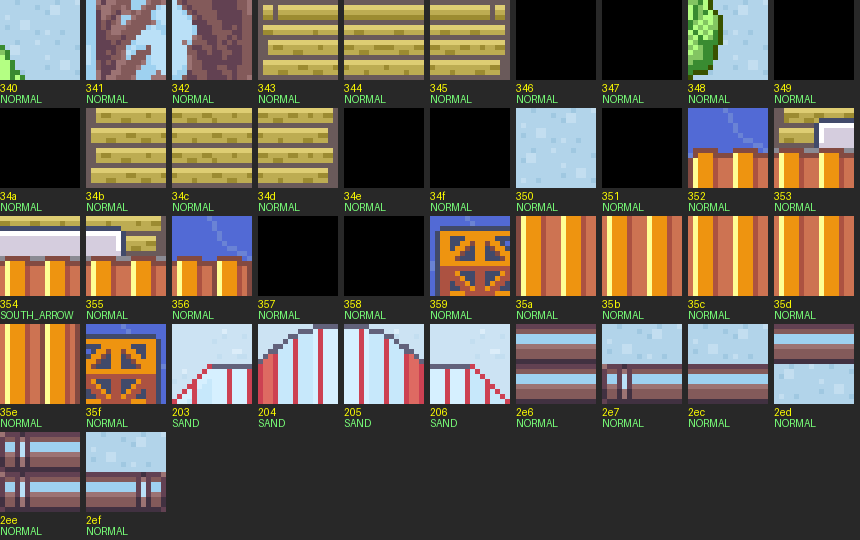 340 341 342 343 344 345 346 347 348 349
NORMAL NORMAL NORMAL NORMAL NORMAL NORMAL NORMAL NORMAL NORMAL NORMAL
34a 34b 34c 34d 34e 34f 350 351 352 353
NORMAL NORMAL NORMAL NORMAL NORMAL NORMAL NORMAL NORMAL NORMAL NORMAL
354 355 356 357 358 359 35a 35b 35c 35d
SOUTH_ARROW NORMAL NORMAL NORMAL NORMAL NORMAL NORMAL NORMAL NORMAL NORMAL
35e 35f 203 204 205 206 2e6 2e7 2ec 2ed
NORMAL NORMAL SAND SAND SAND SAND NORMAL NORMAL NORMAL NORMAL
2ee 2ef
NORMAL NORMAL